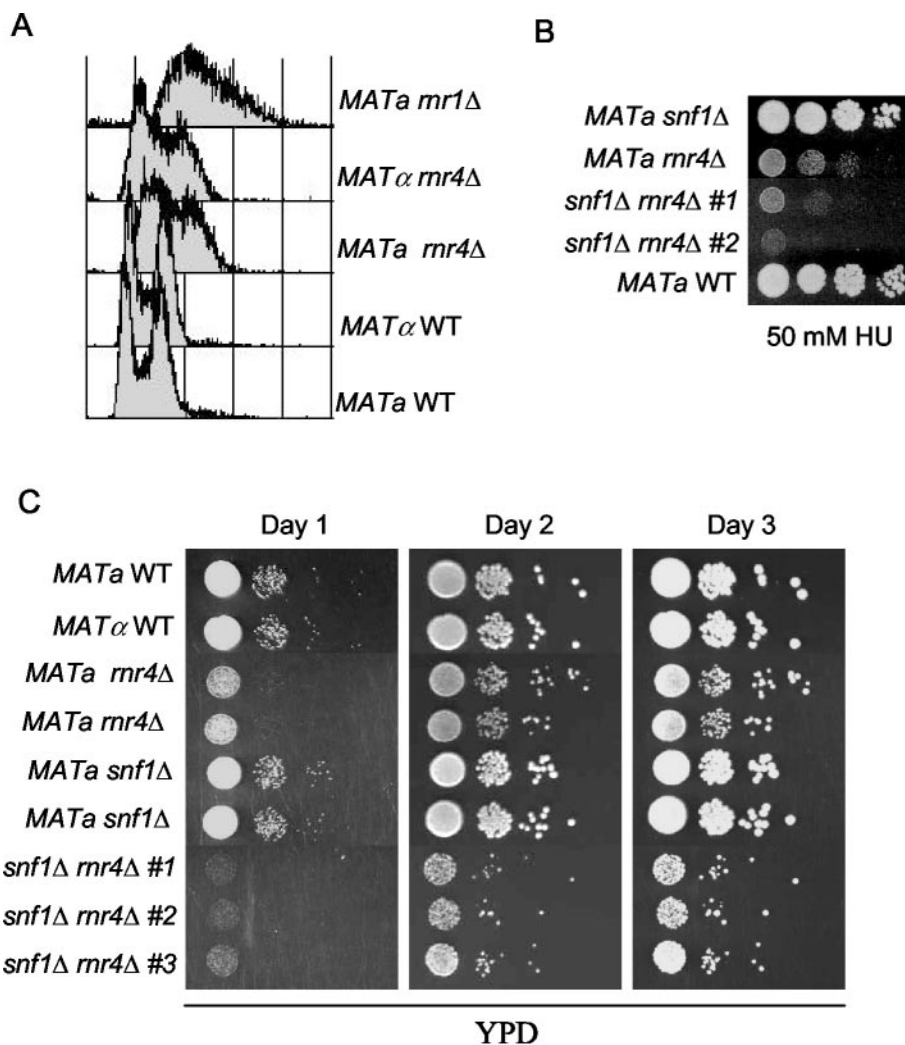 A
MATa rnr1Δ
MATα rnr4Δ
MATa rnr4Δ
MATα WT
MATa WT
B
MATa snf1Δ
MATa rnr4Δ
snf1Δ rnr4Δ #1
snf1Δ rnr4Δ #2
MATa WT
50 mM HU
C
Day 1 Day 2 Day 3
MATa WT
MATα WT
MATa rnr4Δ
MATa rnr4Δ
MATa snf1Δ
MATa snf1Δ
snf1Δ rnr4Δ #1
snf1Δ rnr4Δ #2
snf1Δ rnr4Δ #3
YPD